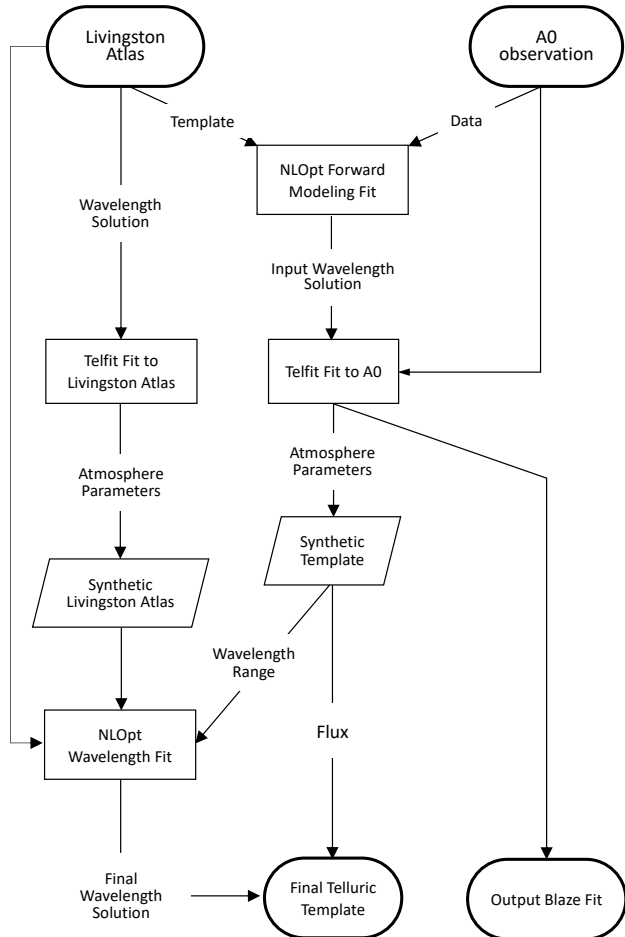 Livingston
Atlas
A0
observation
Template
Data
NLOpt Forward
Modeling Fit
Wavelength
Solution
Input Wavelength
Solution
Telfit Fit to
Livingston Atlas
Telfit Fit to A0
Atmosphere
Parameters
Atmosphere
Parameters
Synthetic
Template
Synthetic
Livingston Atlas
Wavelength
Range
NLOpt
Wavelength Fit
Flux
Final
Wavelength
Solution
Final Telluric
Template
Output Blaze Fit